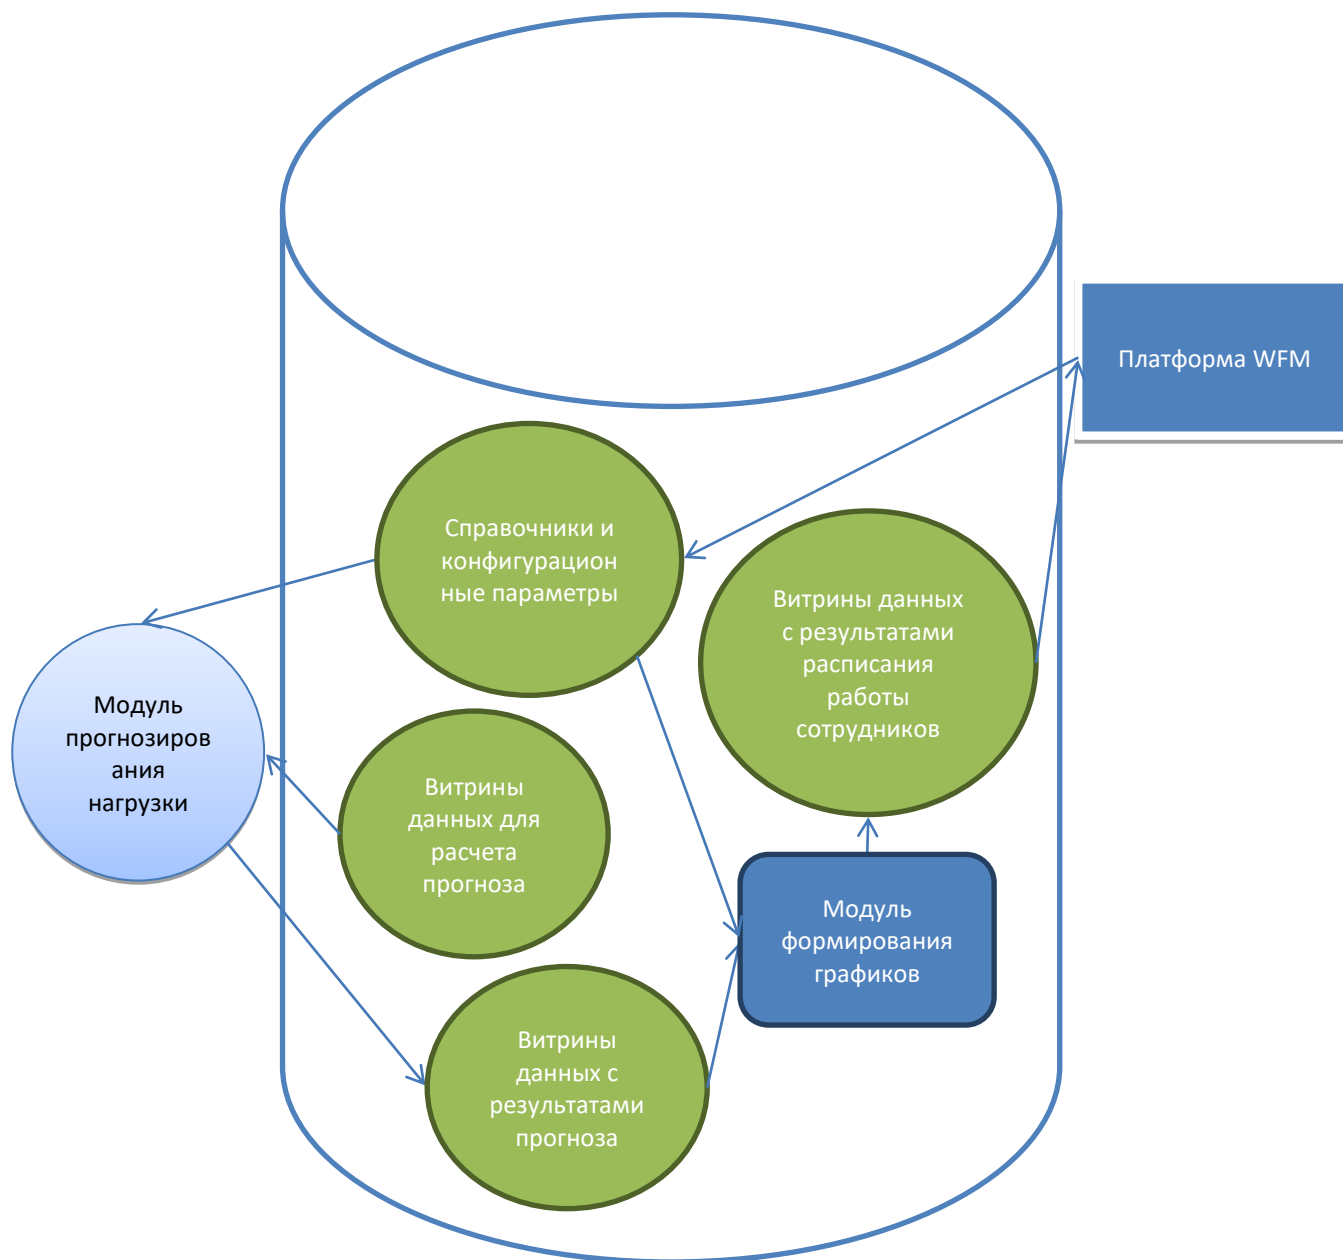 Платформа WFM
Справочники и
конфигурацион
ные параметры
Витрины данных
с результатами
расписания
работы
сотрудников
Модуль
прогнозиров
ания
нагрузки
Витрины
данных для
расчета
прогноза
Модуль
формирования
графиков
Витрины
данных с
результатами
прогноза